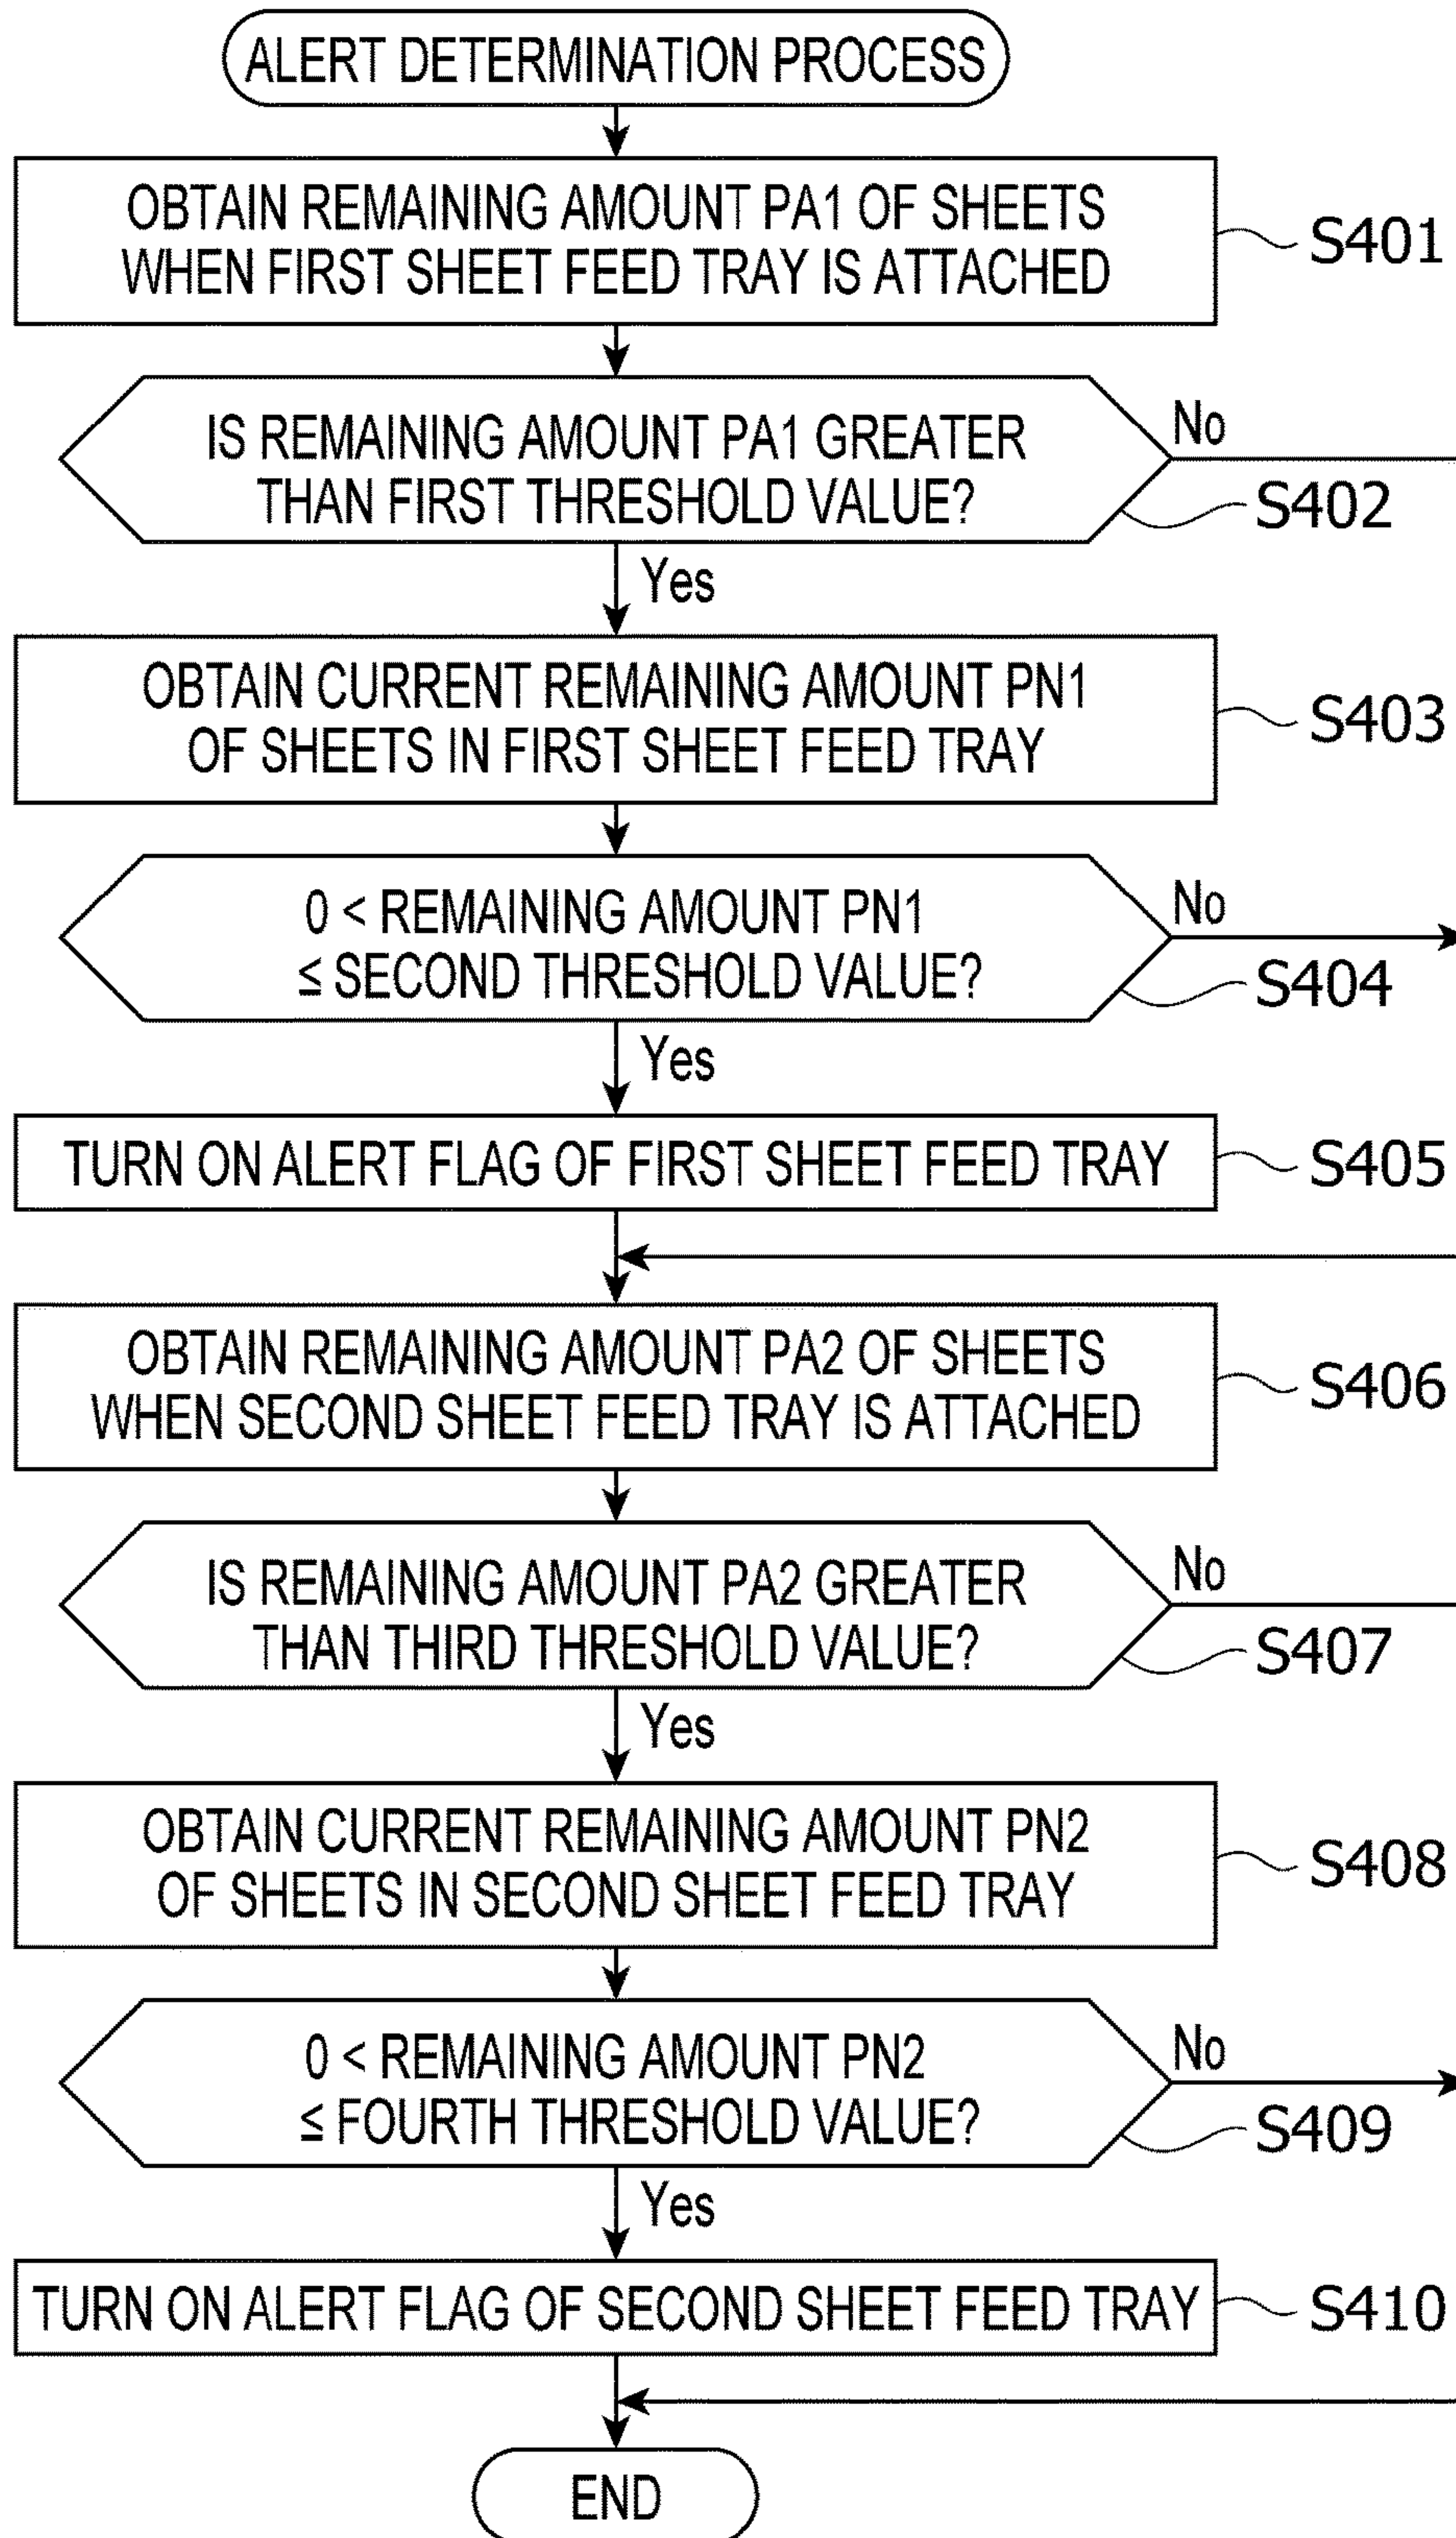 ALERT DETERMINATION PROCESS
OBTAIN REMAINING AMOUNT PA1 OF SHEETS
WHEN FIRST SHEET FEED TRAY IS ATTACHED
S401
IS REMAINING AMOUNT PA1 GREATER
THAN FIRST THRESHOLD VALUE?
No
S402
Yes
OBTAIN CURRENT REMAINING AMOUNT PN1
OF SHEETS IN FIRST SHEET FEED TRAY
S403
0 < REMAINING AMOUNT PN1
≤ SECOND THRESHOLD VALUE?
No
S404
Yes
TURN ON ALERT FLAG OF FIRST SHEET FEED TRAY
S405
OBTAIN REMAINING AMOUNT PA2 OF SHEETS
WHEN SECOND SHEET FEED TRAY IS ATTACHED
S406
IS REMAINING AMOUNT PA2 GREATER
THAN THIRD THRESHOLD VALUE?
No
S407
Yes
OBTAIN CURRENT REMAINING AMOUNT PN2
OF SHEETS IN SECOND SHEET FEED TRAY
S408
0 < REMAINING AMOUNT PN2
≤ FOURTH THRESHOLD VALUE?
No
S409
Yes
TURN ON ALERT FLAG OF SECOND SHEET FEED TRAY
S410
END